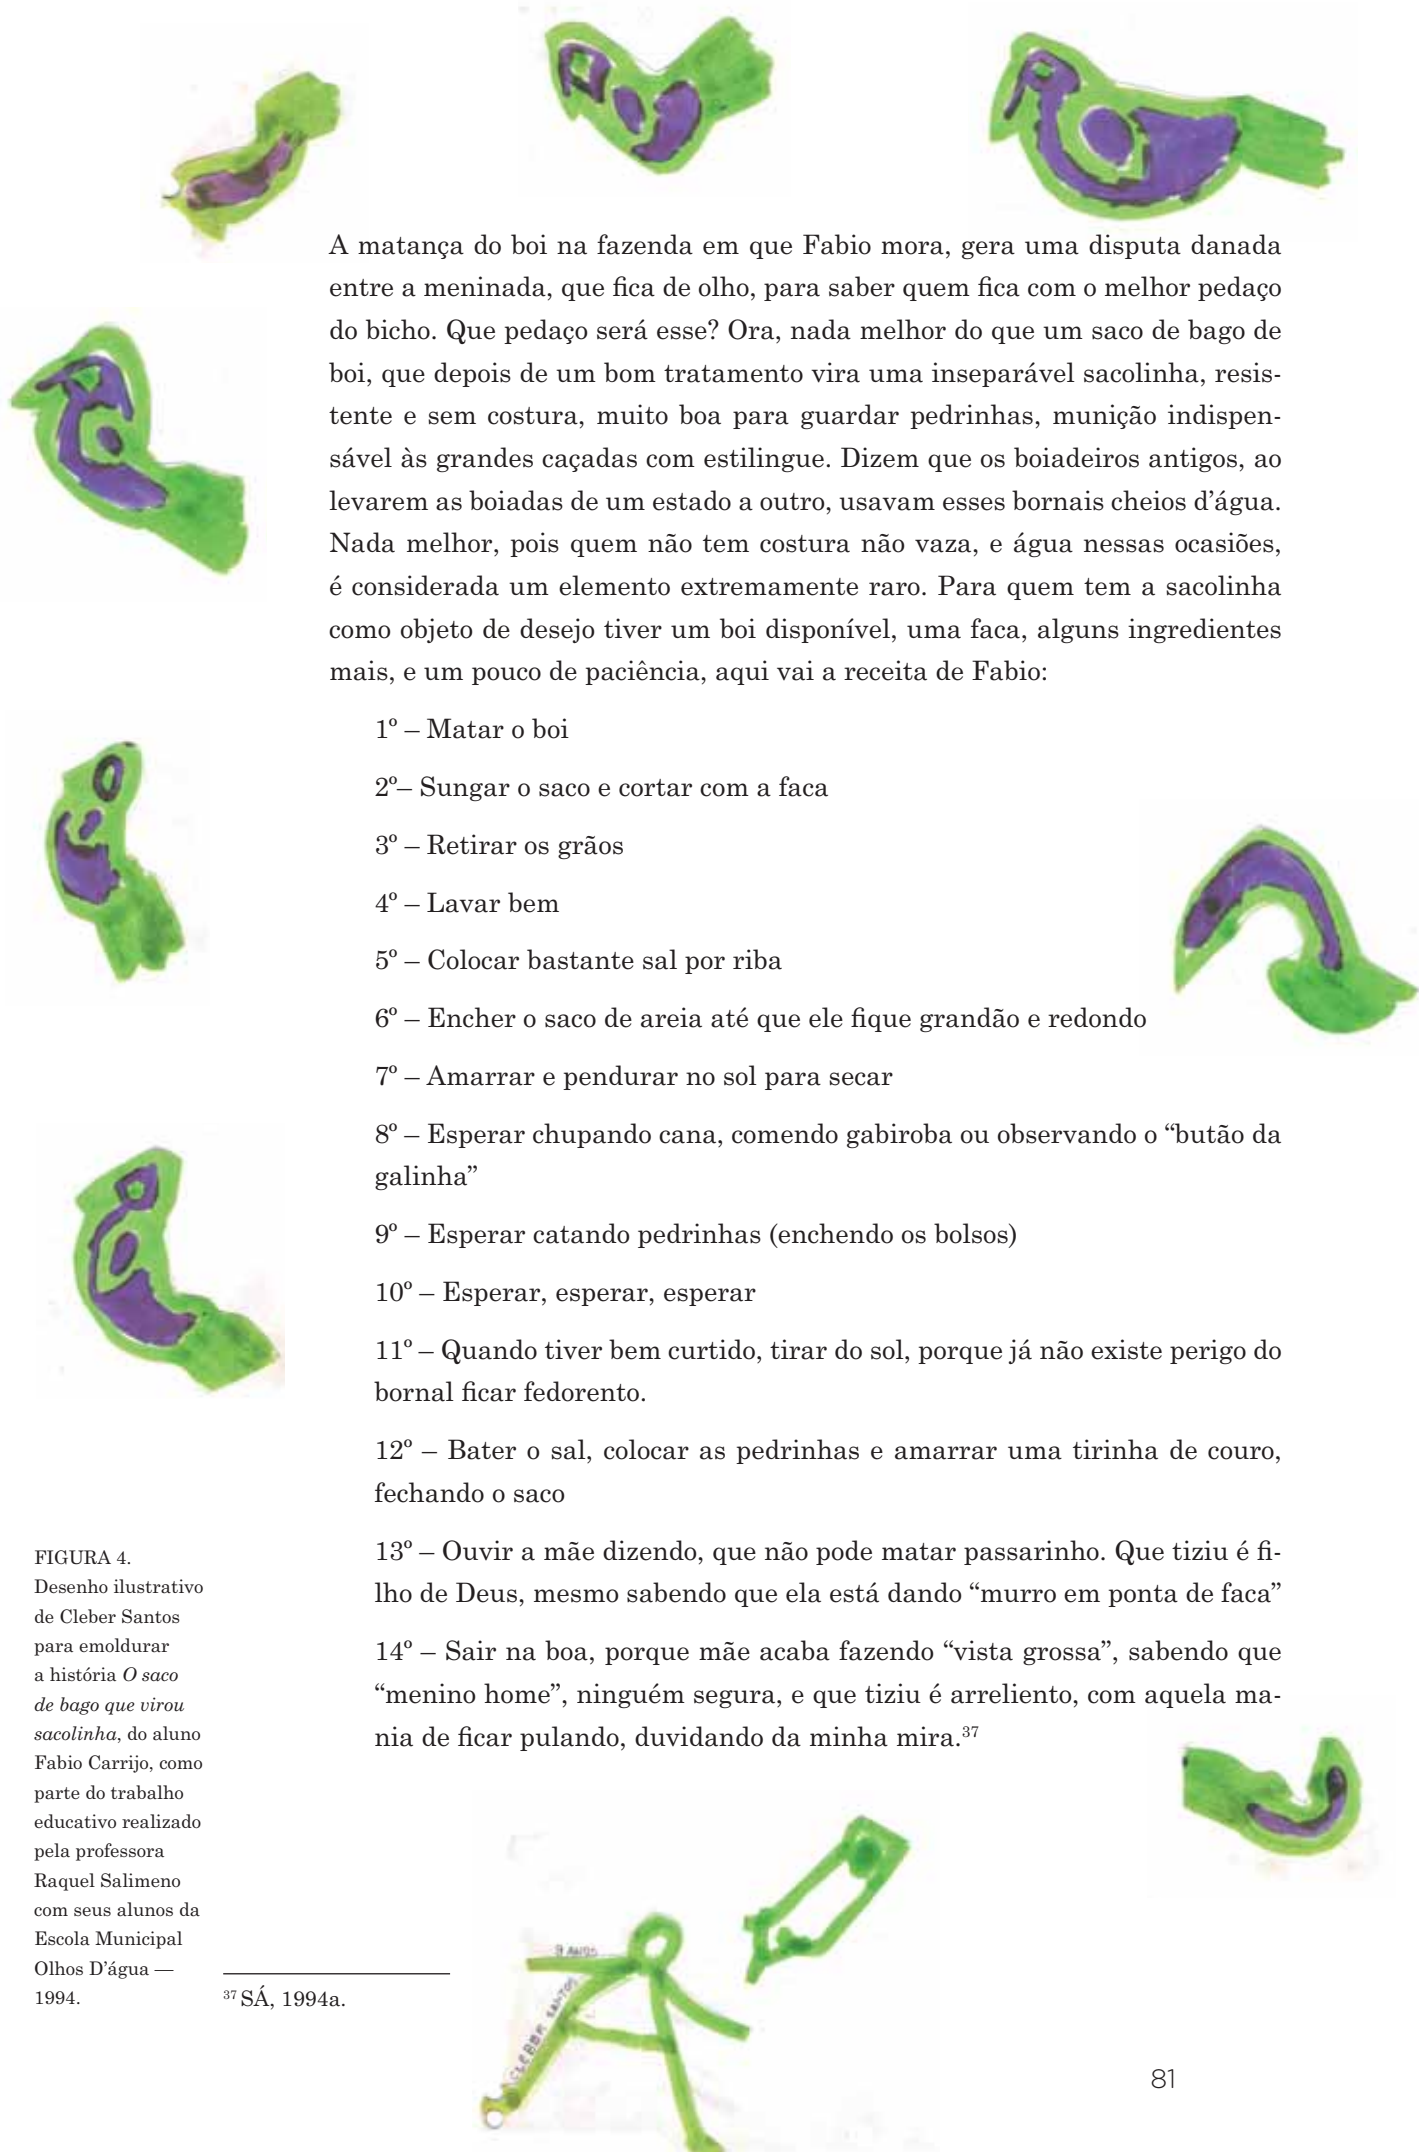 A matança do boi na fazenda em que Fabio mora, gera uma disputa danada
entre a meninada, que fica de olho, para saber quem fica com o melhor pedaço
do bicho. Que pedaço será esse? Ora, nada melhor do que um saco de bago de
boi, que depois de um bom tratamento vira uma inseparável sacolinha, resis-
tente e sem costura, muito boa para guardar pedrinhas, munição indispen-
sável às grandes caçadas com estilingue. Dizem que os boiadeiros antigos, ao
levarem as boiadas de um estado a outro, usavam esses bornais cheios d’água.
Nada melhor, pois quem não tem costura não vaza, e água nessas ocasiões,
é considerada um elemento extremamente raro. Para quem tem a sacolinha
como objeto de desejo tiver um boi disponível, uma faca, alguns ingredientes
mais, e um pouco de paciência, aqui vai a receita de Fabio:
1º – Matar o boi
2º– Sungar o saco e cortar com a faca
3º – Retirar os grãos
4º – Lavar bem
5º – Colocar bastante sal por riba
6º – Encher o saco de areia até que ele fique grandão e redondo
7º – Amarrar e pendurar no sol para secar
8º – Esperar chupando cana, comendo gabiroba ou observando o “butão da
galinha”
9º – Esperar catando pedrinhas (enchendo os bolsos)
10º – Esperar, esperar, esperar
11º – Quando tiver bem curtido, tirar do sol, porque já não existe perigo do
bornal ficar fedorento.
12º – Bater o sal, colocar as pedrinhas e amarrar uma tirinha de couro,
fechando o saco
13º – Ouvir a mãe dizendo, que não pode matar passarinho. Que tiziu é fi-
lho de Deus, mesmo sabendo que ela está dando “murro em ponta de faca”
14º – Sair na boa, porque mãe acaba fazendo “vista grossa”, sabendo que
“menino home”, ninguém segura, e que tiziu é arreliento, com aquela ma-
nia de ficar pulando, duvidando da minha mira.³⁷
FIGURA 4.
Desenho ilustrativo
de Cleber Santos
para emoldurar
a história O saco
de bago que virou
sacolinha, do aluno
Fabio Carrijo, como
parte do trabalho
educativo realizado
pela professora
Raquel Salimeno
com seus alunos da
Escola Municipal
Olhos D’água —
1994.
³⁷ SÁ, 1994a.
ANOS
CLEBER SANTOS
81